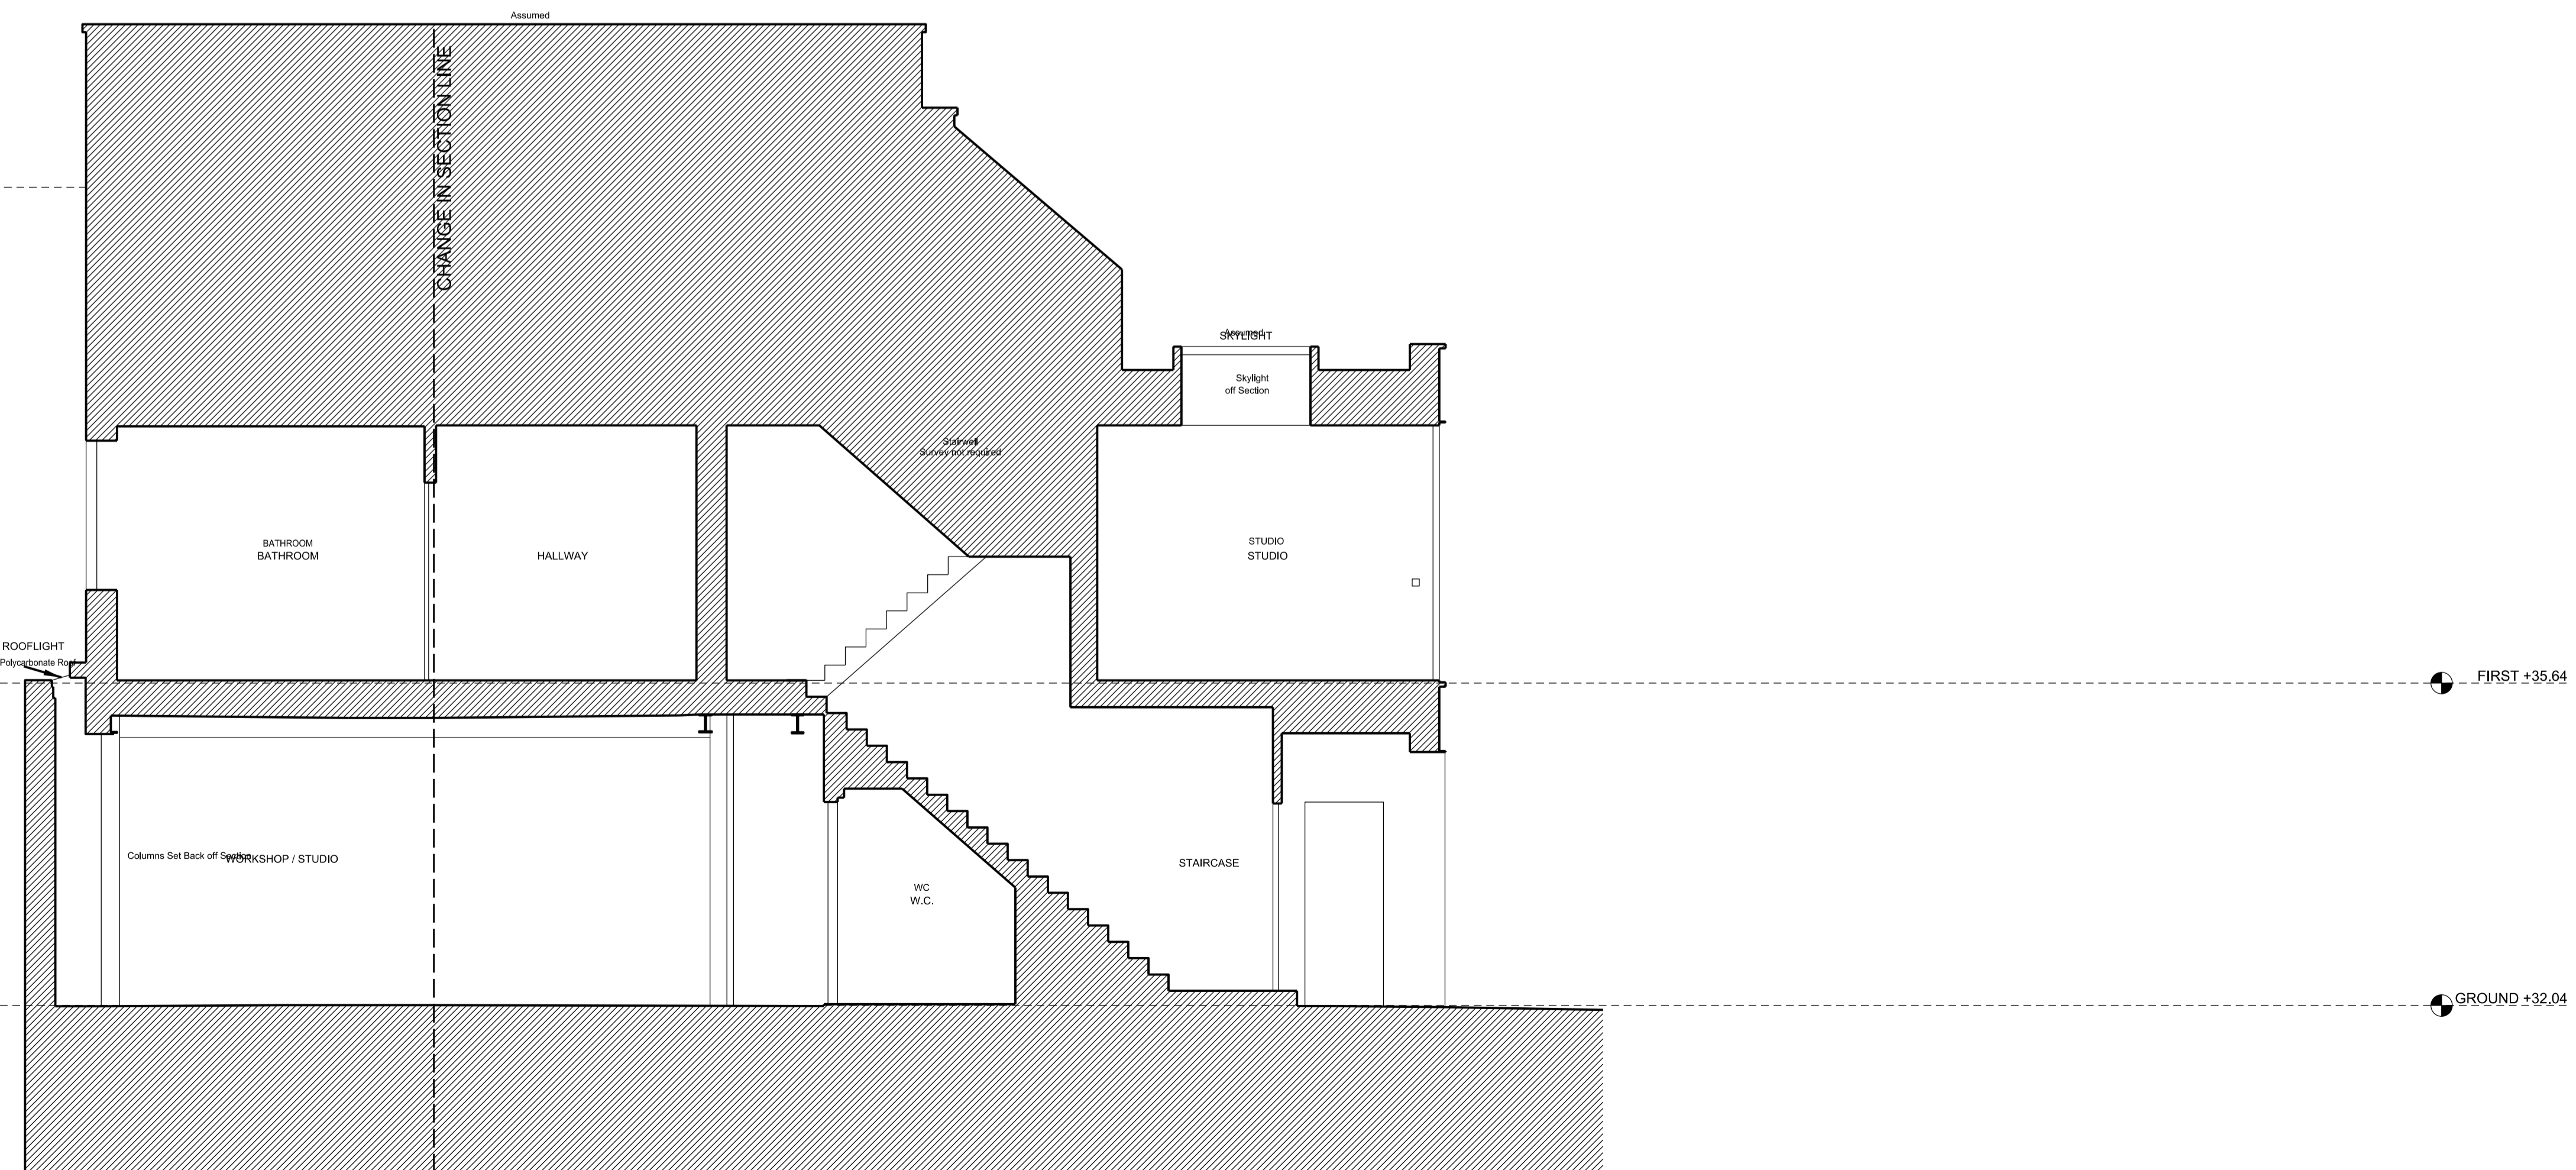 Assumed
CHANGE IN SECTION LINE
Assumed
SKYLIGHT
Skylight
off Section
Stairwell
Survey not required
BATHROOM
BATHROOM
HALLWAY
STUDIO
STUDIO
ROOFLIGHT
Polycarbonate Roof
FIRST +35.64
Columns Set Back off Section
WORKSHOP / STUDIO
STAIRCASE
WC
W.C.
GROUND +32.04